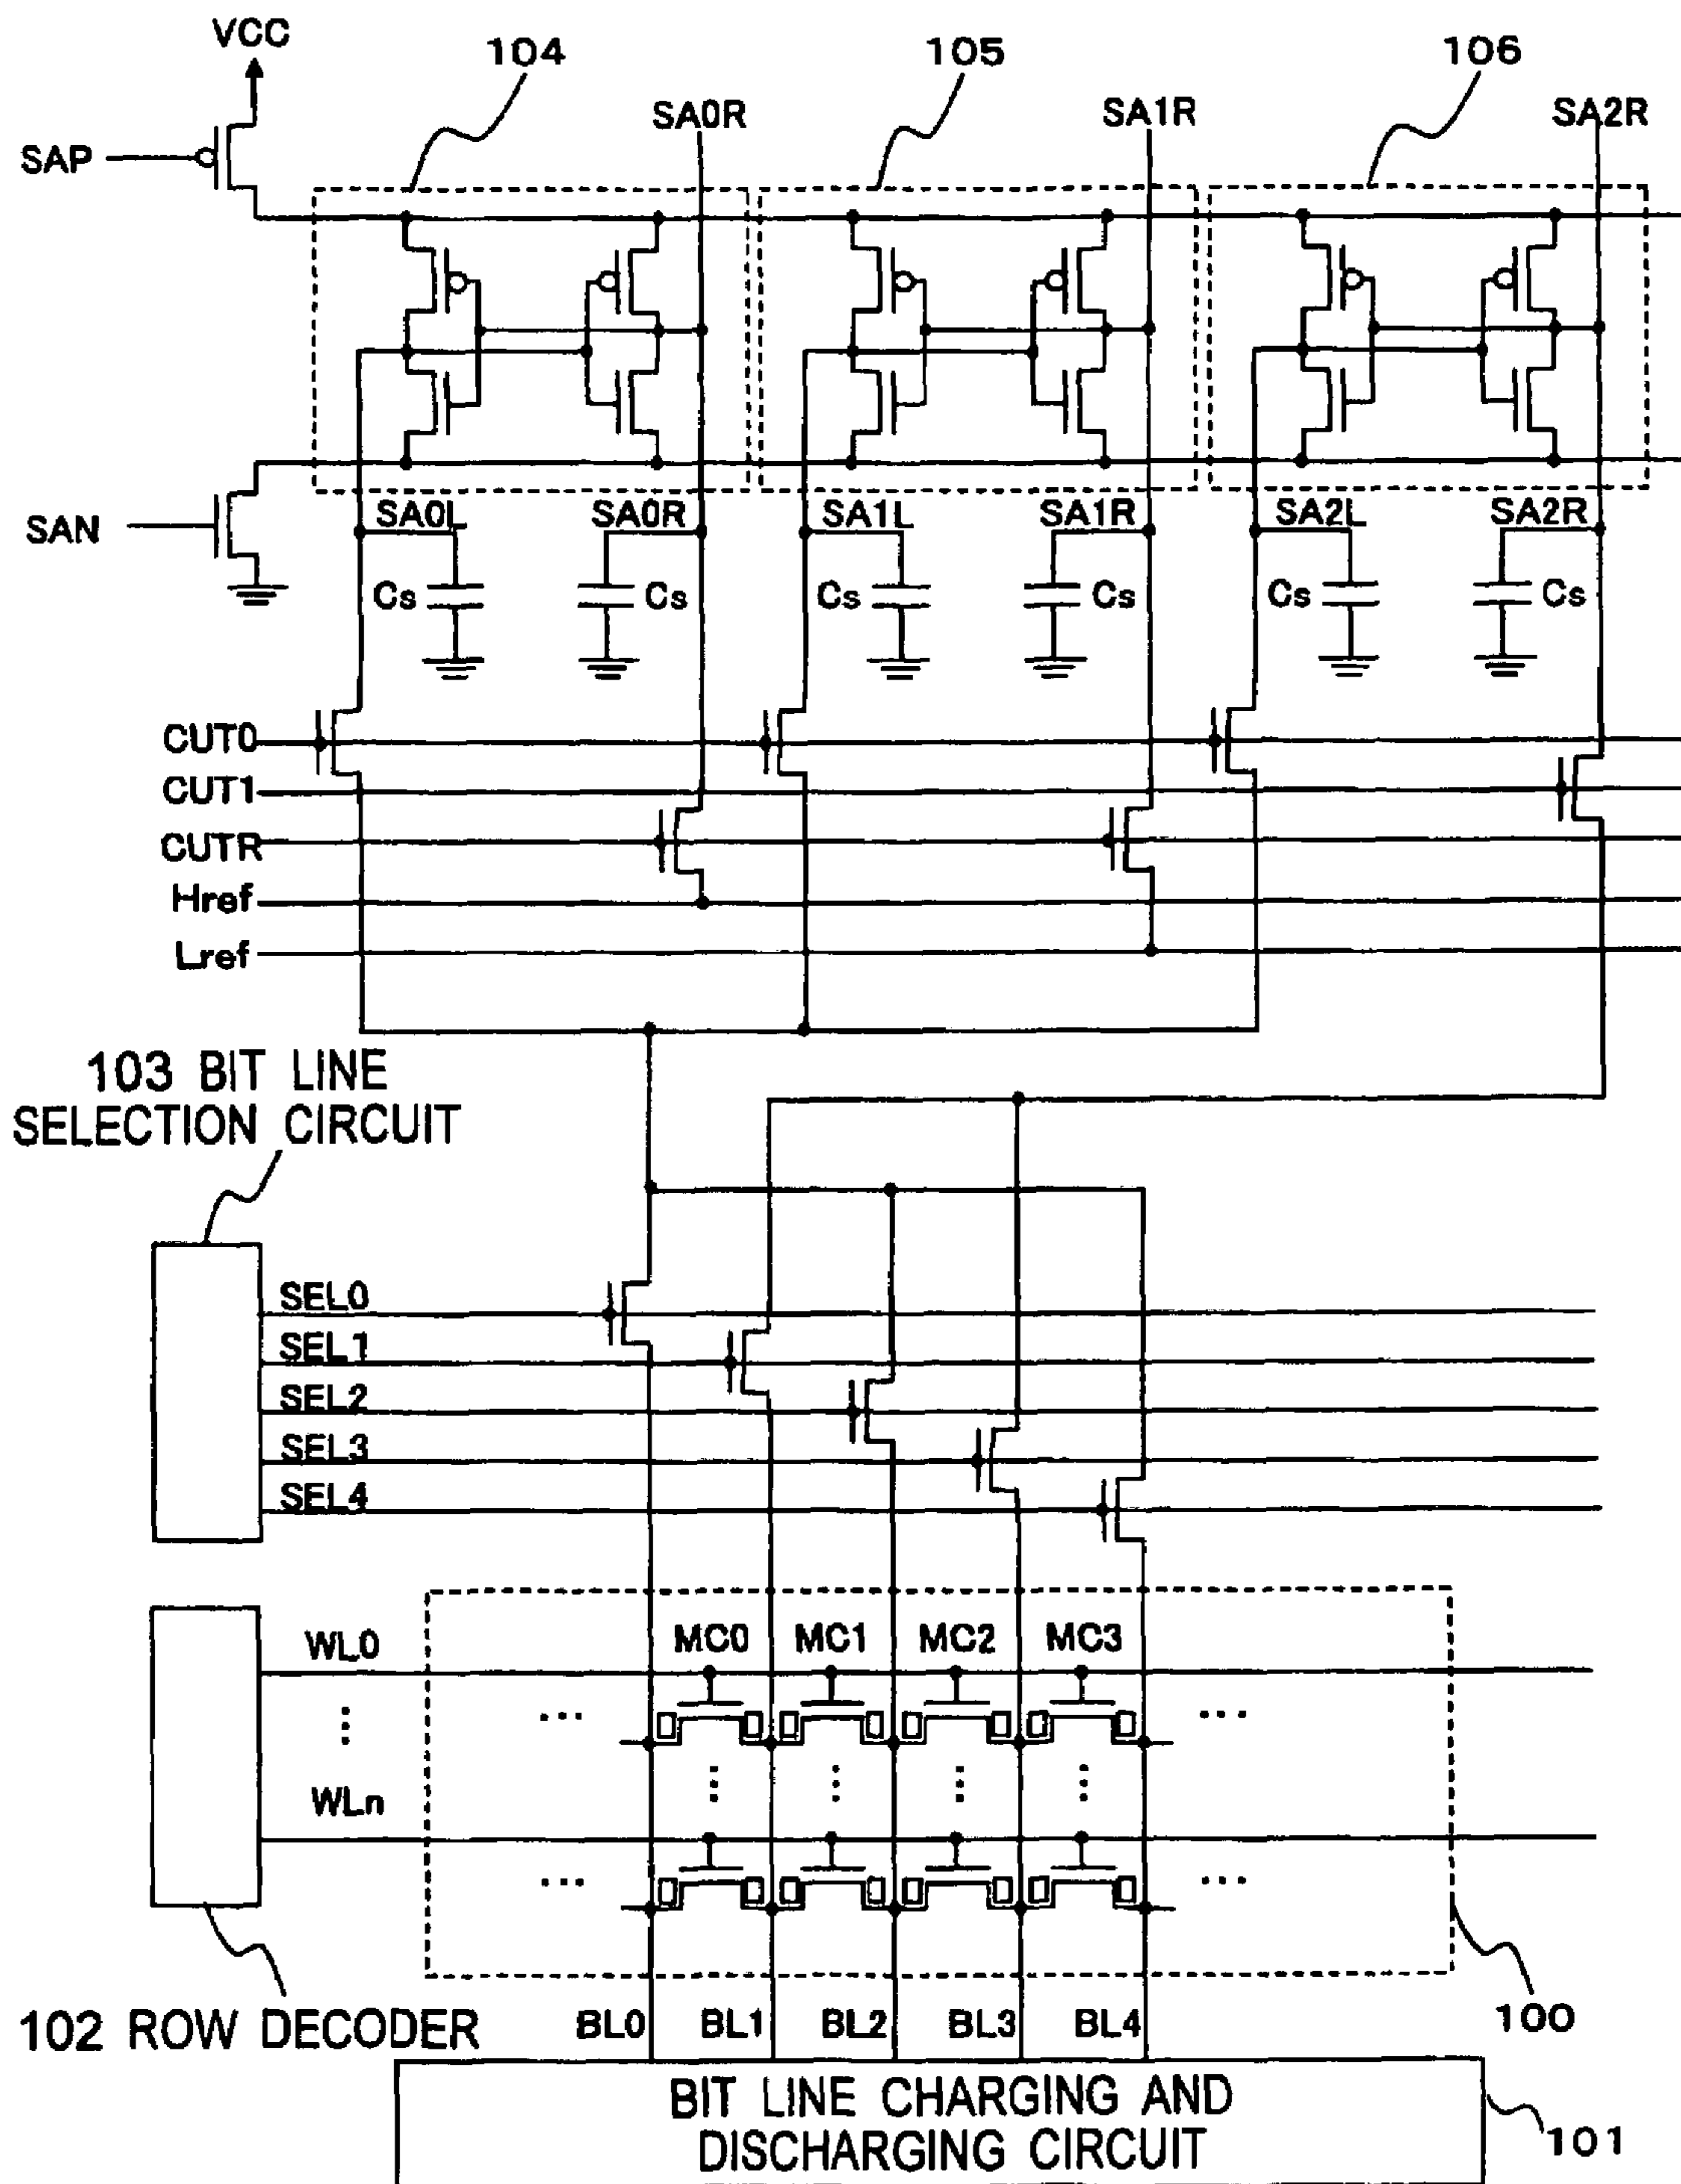 VCC
104
105
106
SA0R
SA1R
SA2R
SAP
SAN
SA0L
SA0R
SA1L
SA1R
SA2L
SA2R
Cs
Cs
Cs
Cs
Cs
Cs
CUT0
CUT1
CUTR
Href
Lref
103 BIT LINE
SELECTION CIRCUIT
SEL0
SEL1
SEL2
SEL3
SEL4
WL0
MC0
MC1
MC2
MC3
WLn
102 ROW DECODER
BL0
BL1
BL2
BL3
BL4
100
BIT LINE CHARGING AND
DISCHARGING CIRCUIT
101